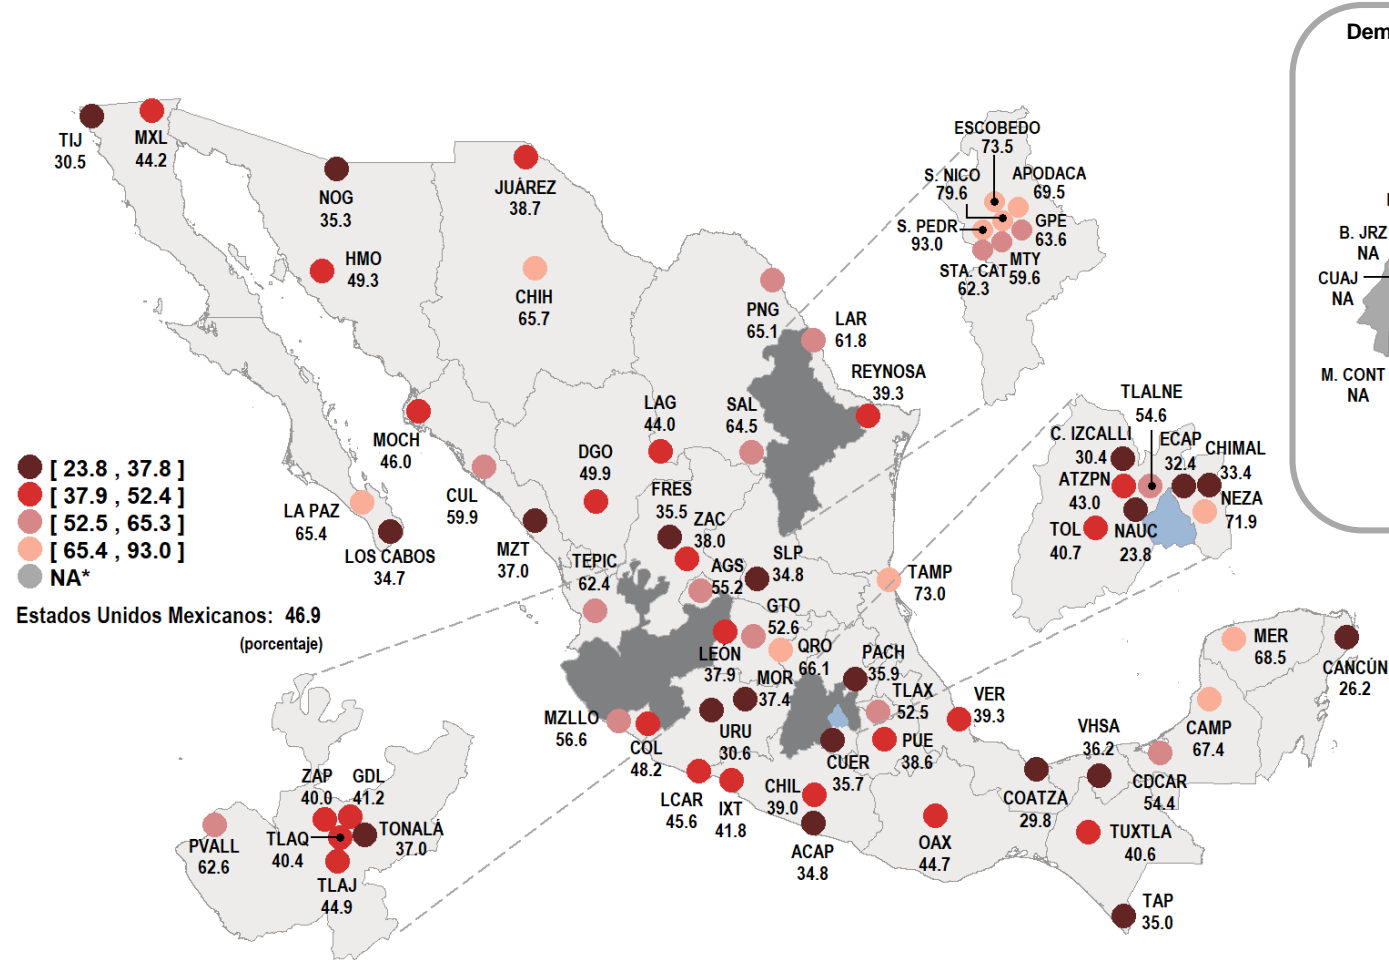 Dem
TIJ
30.5
MXL
44.2
NOG
35.3
HMO
49.3
JUÁREZ
38.7
CHIH
65.7
ESCOBEDO
73.5
S. NICO
79.6
APODACA
69.5
S. PEDR
93.0
GPE
63.6
MTY
59.6
STA. CAT
62.3
B. JRZ
NA
CUAJ
NA
M. CONT
NA
PNG
65.1
LAR
61.8
REYNOSA
39.3
LAG
44.0
SAL
64.5
MOCH
46.0
CUL
59.9
DGO
49.9
FRES
35.5
ZAC
38.0
[ 23.8 , 37.8 ]
[ 37.9 , 52.4 ]
[ 52.5 , 65.3 ]
[ 65.4 , 93.0 ]
NA*
Estados Unidos Mexicanos: 46.9
(porcentaje)
LA PAZ
65.4
LOS CABOS
34.7
MZT
37.0
TEPIC
62.4
AGS
55.2
SLP
34.8
GTO
52.6
TAMP
73.0
TLALNE
54.6
C. IZCALLI
30.4
ECAP
32.4
CHIMAL
33.4
ATZPN
43.0
NEZA
71.9
TOL
40.7
NAUC
23.8
LEÓN
37.9
QRO
66.1
MOR
37.4
PACH
35.9
TLAX
52.5
VER
39.3
MER
68.5
CANCÚN
26.2
CAMP
67.4
MZLLO
56.6
COL
48.2
URU
30.6
CUER
35.7
PUE
38.6
VHSA
36.2
CDCAR
54.4
COATZA
29.8
LCAR
45.6
IXT
41.8
CHIL
39.0
ACAP
34.8
OAX
44.7
TUXTLA
40.6
TAP
35.0
ZAP
40.0
GDL
41.2
TLAQ
40.4
TONALÁ
37.0
PVALL
62.6
TLAJ
44.9